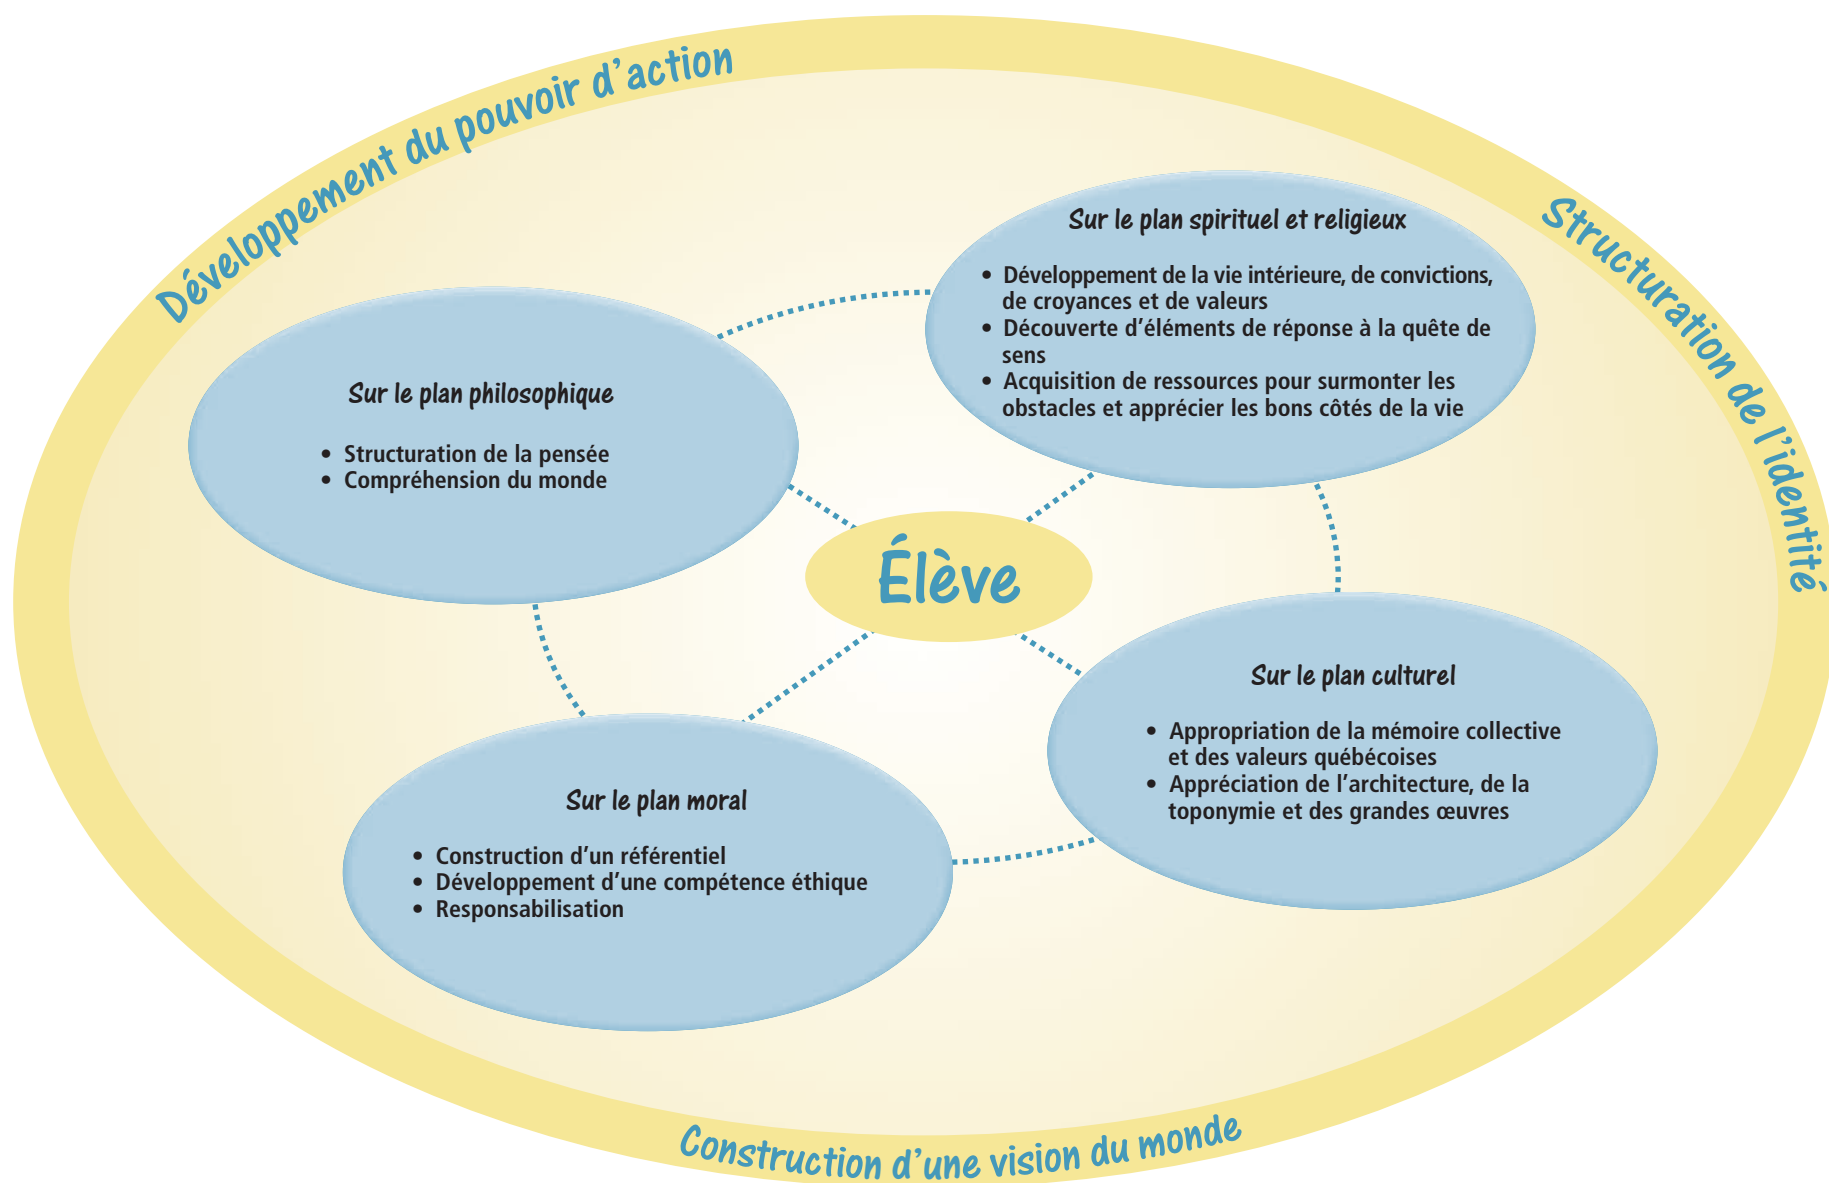 Développement du pouvoir d'action
Structuration de l'identité
Sur le plan spirituel et religieux
• Développement de la vie intérieure, de convictions,
de croyances et de valeurs
• Découverte d'éléments de réponse à la quête de
sens
• Acquisition de ressources pour surmonter les
obstacles et apprécier les bons côtés de la vie
Sur le plan philosophique
• Structuration de la pensée
• Compréhension du monde
Élève
Sur le plan culturel
• Appropriation de la mémoire collective
et des valeurs québécoises
• Appréciation de l'architecture, de la
toponymie et des grandes œuvres
Sur le plan moral
• Construction d'un référentiel
• Développement d'une compétence éthique
• Responsabilisation
Construction d'une vision du monde